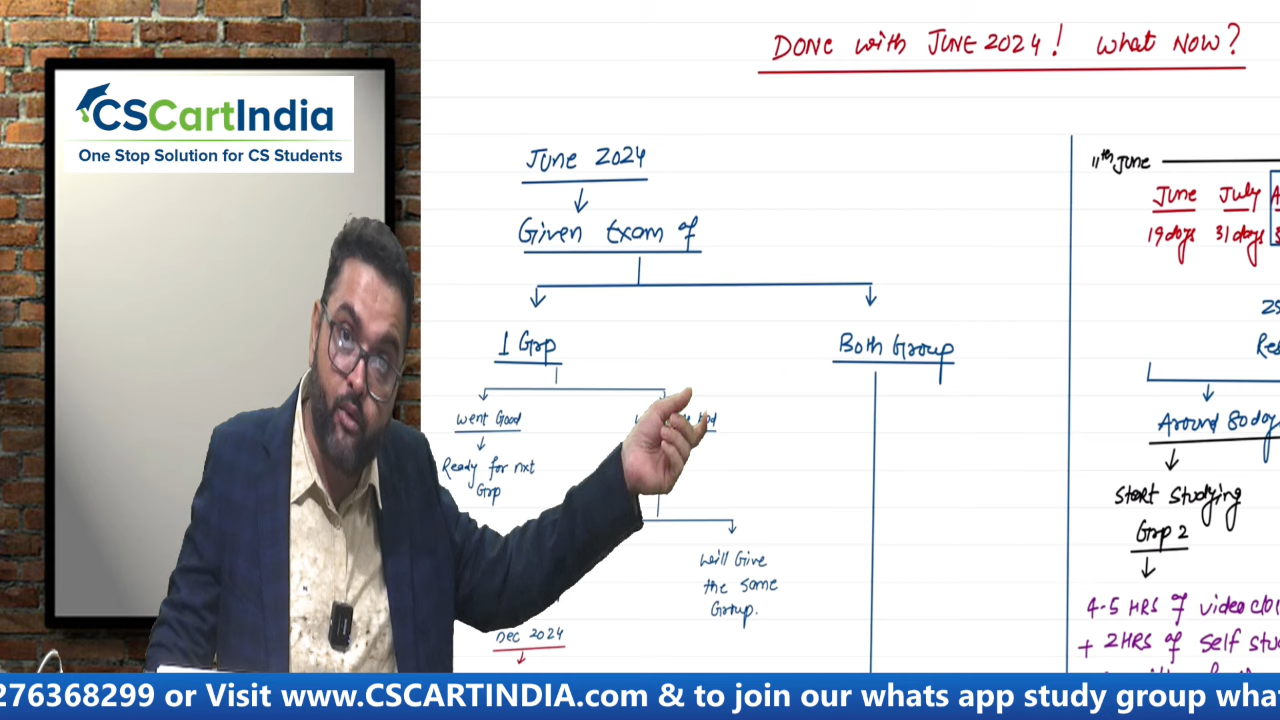 CSCartIndia
One Stop Solution for CS Students
DONE with JUNE 2024! What NOW?
June 2024
Given Exam of
1 Grp
Both Group
went Good
Ready for nxt
Grp
will Give
the same
Group.
Dec 2024
11th June
June July
19days 31days
Around 80day
Start Studying
Grp 2
4-5 HRS of video
+ 2HRS of self
276368299 or Visit www.CSCARTINDIA.com & to join our whats app study group